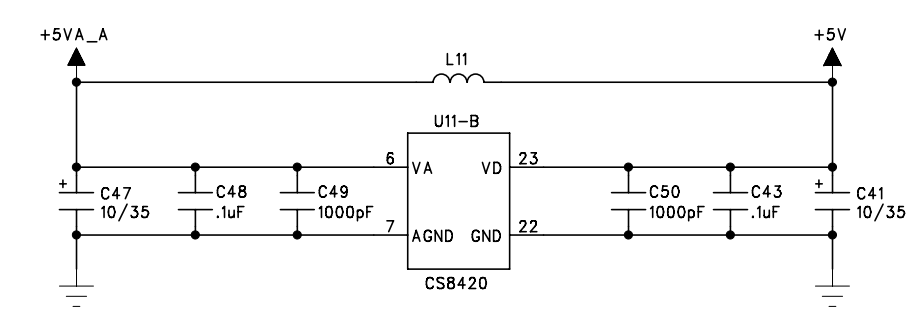 +5VA_A
+5V
L11
U11-B
6
VA
VD
23
+
C47
10/35
C48
.1uF
C49
1000pF
C50
1000pF
C43
.1uF
+
C41
10/35
7
AGND
GND
22
CS8420